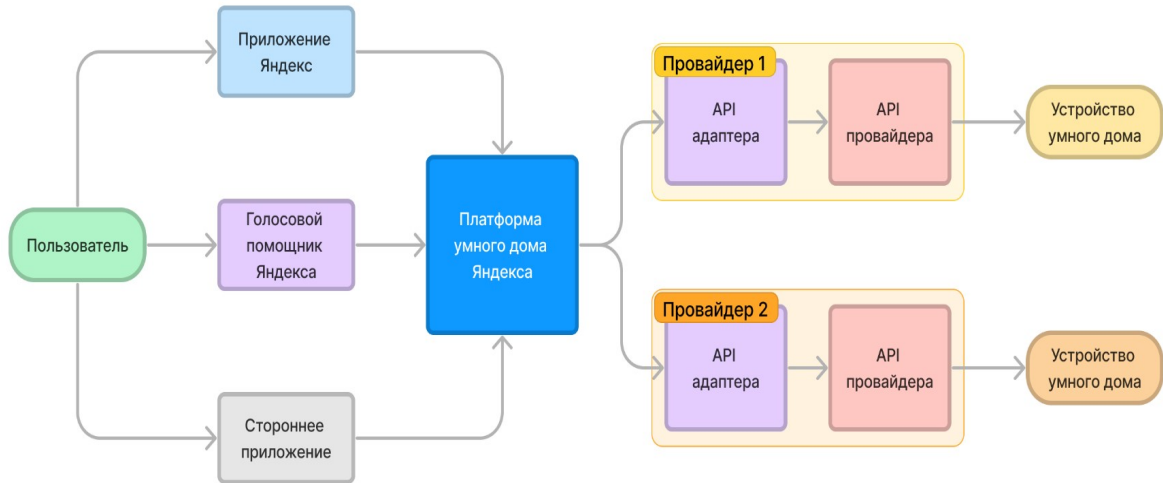 Приложение
Яндекс
Пользователь
Голосовой
помощник
Яндекса
Стороннее
приложение
Платформа
умного дома
Яндекса
Провайдер 1
API
адаптера
API
провайдера
Устройство
умного дома
Провайдер 2
API
адаптера
API
провайдера
Устройство
умного дома